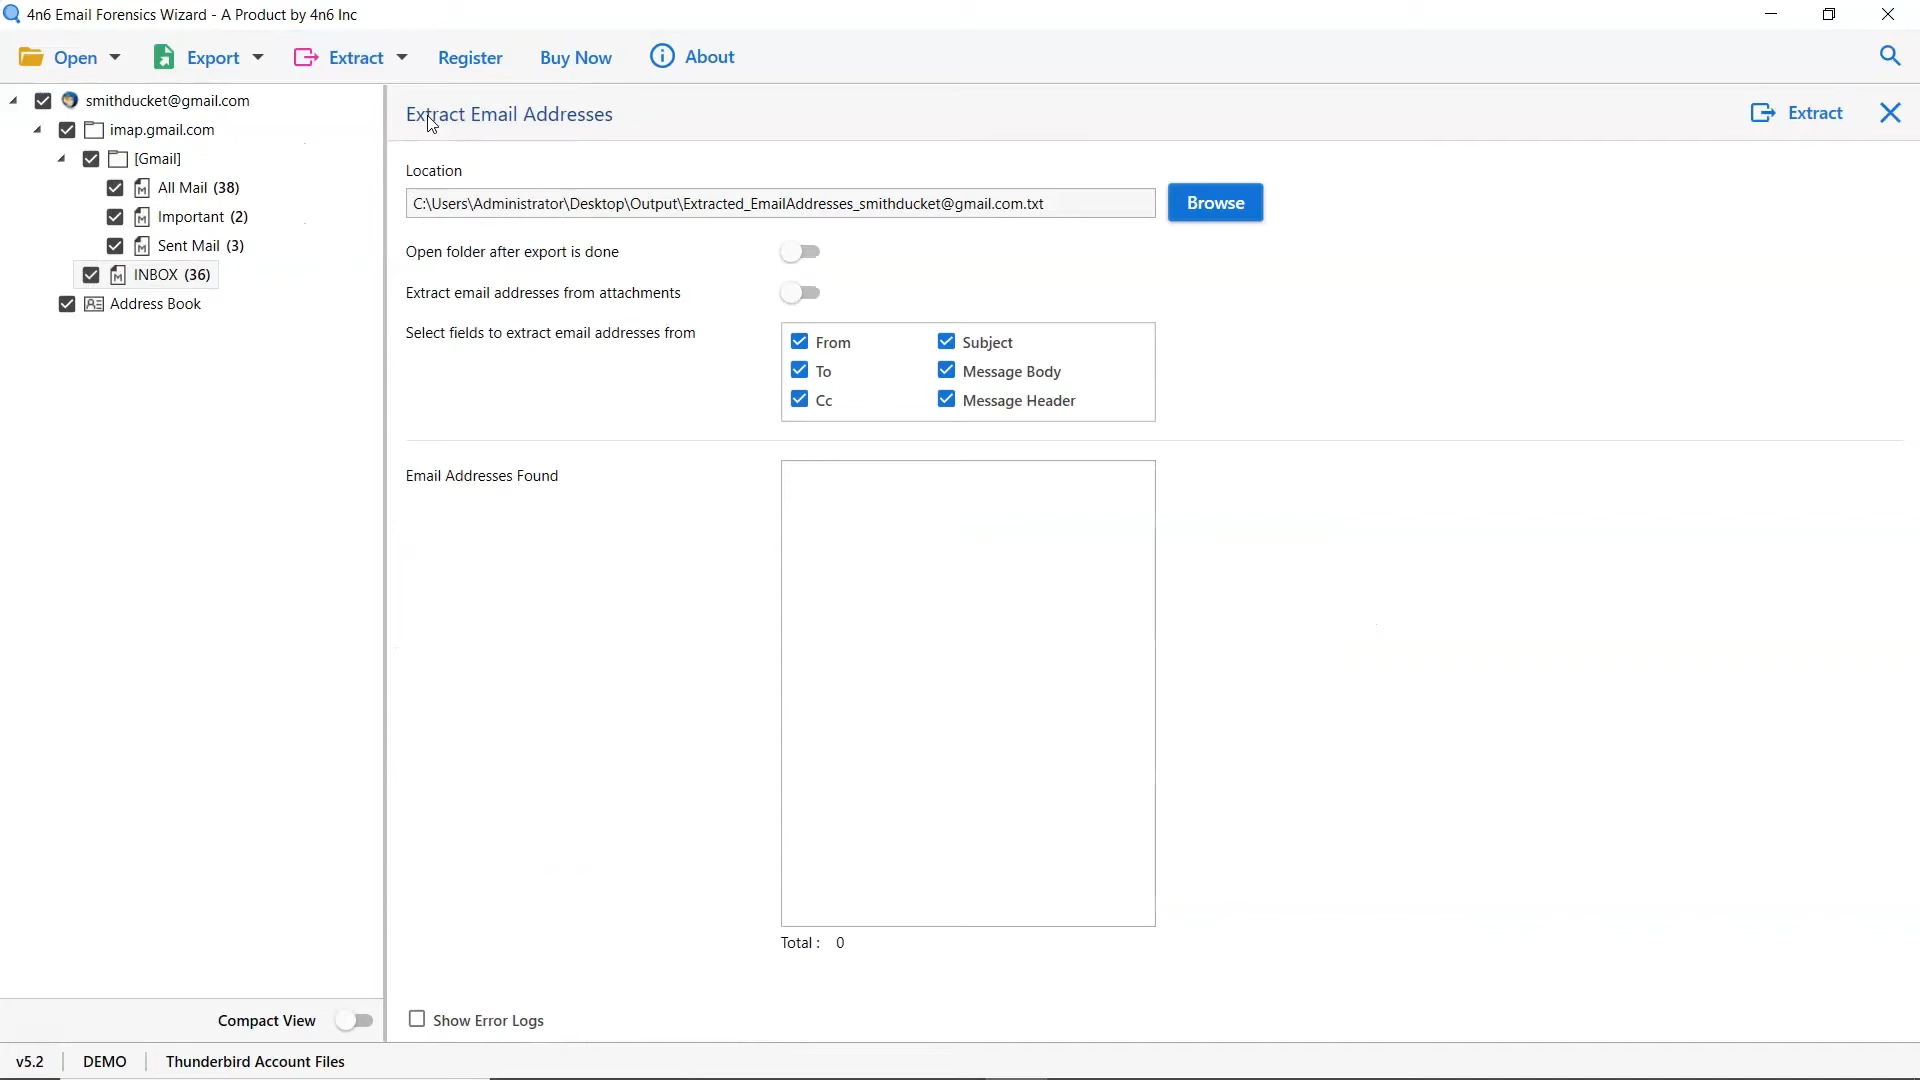 4n6 Email Forensics Wizard - A Product by 4n6 Inc
Open Export Extract Register Buy Now About
smithducket@gmail.com
imap.gmail.com
[Gmail]
All Mail (38)
Important (2)
Sent Mail (3)
INBOX (36)
Address Book
Extract Email Addresses
Extract
Location
C:\Users\Administrator\Desktop\Output\Extracted_EmailAddresses_smithducket@gmail.com.txt
Browse
Open folder after export is done
Extract email addresses from attachments
Select fields to extract email addresses from
From Subject
To Message Body
Cc Message Header
Email Addresses Found
Total : 0
Compact View
Show Error Logs
v5.2 DEMO Thunderbird Account Files